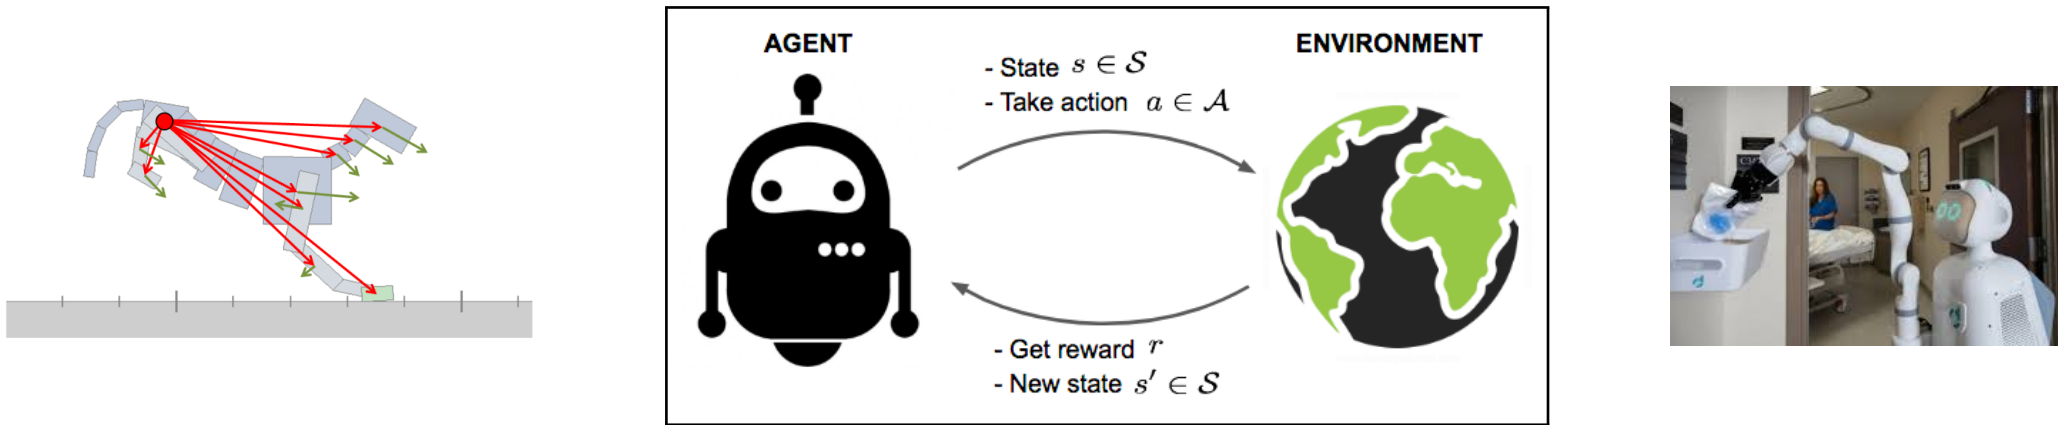 AGENT
ENVIRONMENT
- State s ∈ 𝒮
- Take action a ∈ 𝒜
- Get reward r
- New state s′ ∈ 𝒮